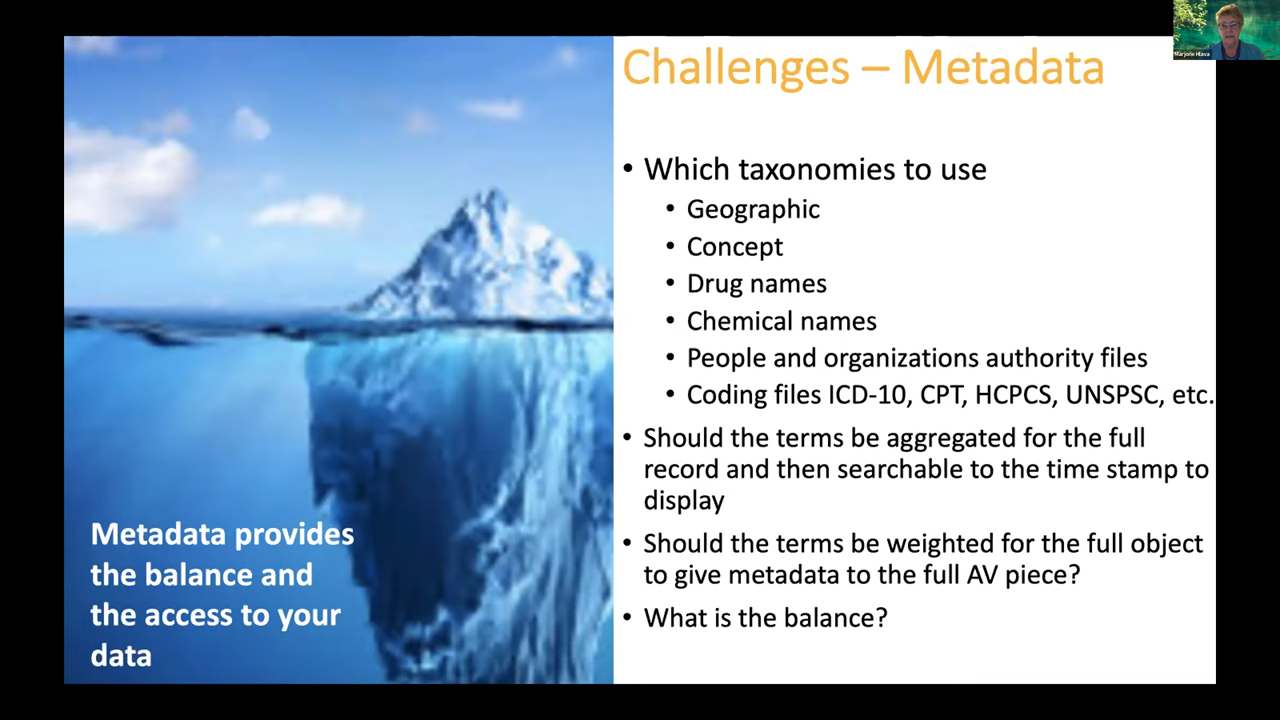 Marjorie Hlava
Challenges – Metadata
• Which taxonomies to use
• Geographic
• Concept
• Drug names
• Chemical names
• People and organizations authority files
• Coding files ICD-10, CPT, HCPCS, UNSPSC, etc.
• Should the terms be aggregated for the full
record and then searchable to the time stamp to
display
• Should the terms be weighted for the full object
to give metadata to the full AV piece?
• What is the balance?
Metadata provides
the balance and
the access to your
data